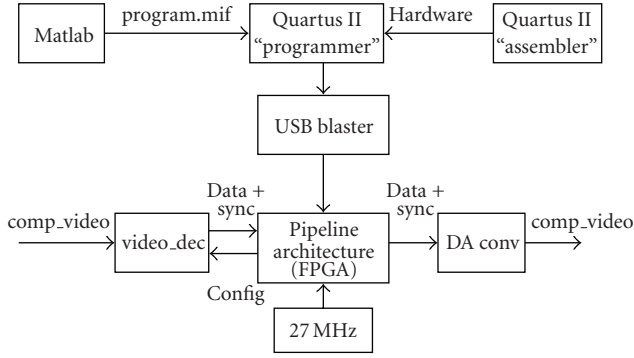 Matlab
program.mif
Quartus II
“programmer”
Hardware
Quartus II
“assembler”
USB blaster
comp_video
video_dec
Data +
sync
Config
Pipeline
architecture
(FPGA)
Data +
sync
DA conv
comp_video
27 MHz